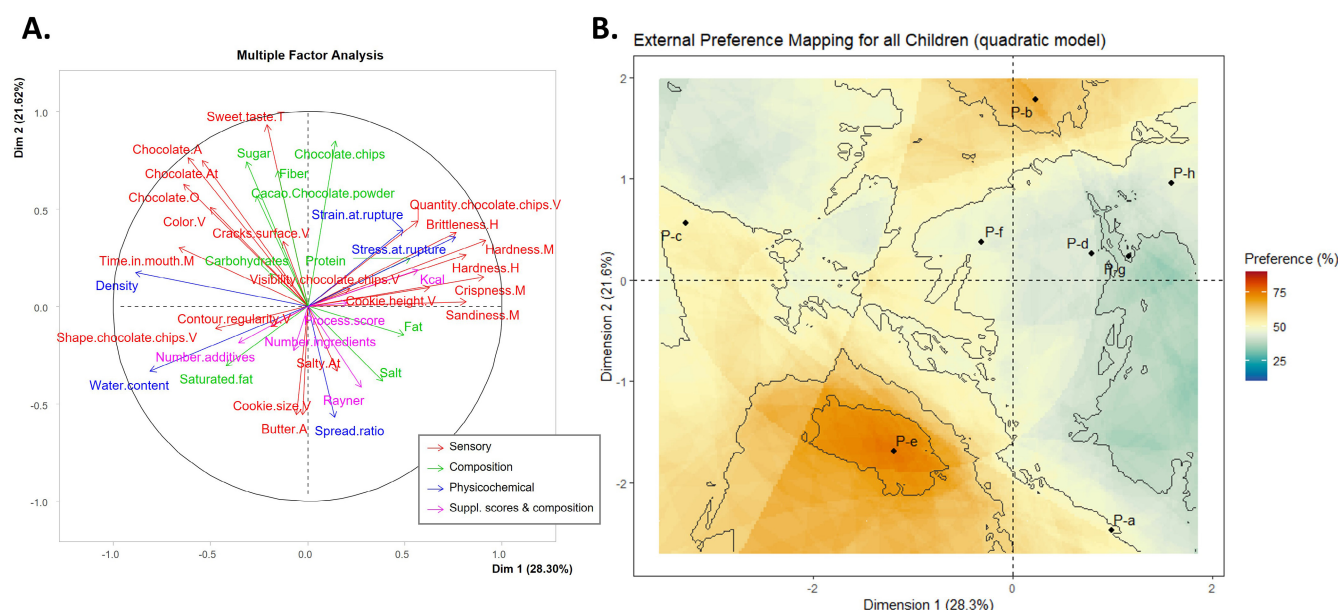 A.
Multiple Factor Analysis
Dim 2 (21.62%)
1.0
0.5
0.0
-0.5
-1.0
Sweet.taste.T
Chocolate.A
Sugar
Chocolate.chips
Chocolate.At
Fiber
Chocolate.O
Cacao.Chocolate.powder
Quantity.chocolate.chips.V
Color.V
Strain.at.rupture
Brittleness.H
Cracks.surface.V
Stress.at.rupture
Hardness.M
Time.in.mouth.M
Carbohydrates
Protein
Hardness.H
Density
Visibility.chocolate.chips.V
Kcal
Crispness.M
Cookie.height.V
Sandiness.M
Contour.regularity.V
Process.score
Fat
Shape.chocolate.chips.V
Number.ingredients
Number.additives
Salty.At
Salt
Water.content
Saturated.fat
Rayner
Cookie.size.V
Butter.A
Spread.ratio
Sensory
Composition
Physicochemical
Suppl. scores & composition
-1.0
-0.5
0.0
0.5
1.0
Dim 1 (28.30%)
B.
External Preference Mapping for all Children (quadratic model)
Dimension 2 (21.6%)
2
1
0
-1
-2
P-b
P-h
P-c
P-f
P-d
P-g
P-e
P-a
-2
0
2
Dimension 1 (28.3%)
Preference (%)
75
50
25